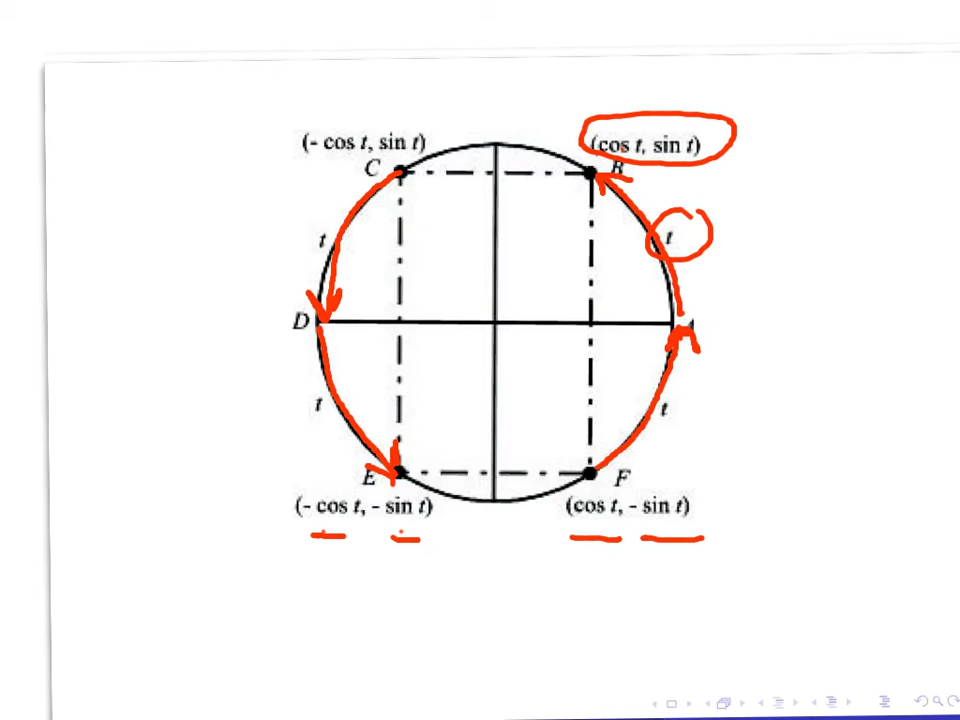 (- cos t, sin t)
(cos t, sin t)
C
B
t
t
D
t
t
E
F
(- cos t, - sin t)
(cos t, - sin t)